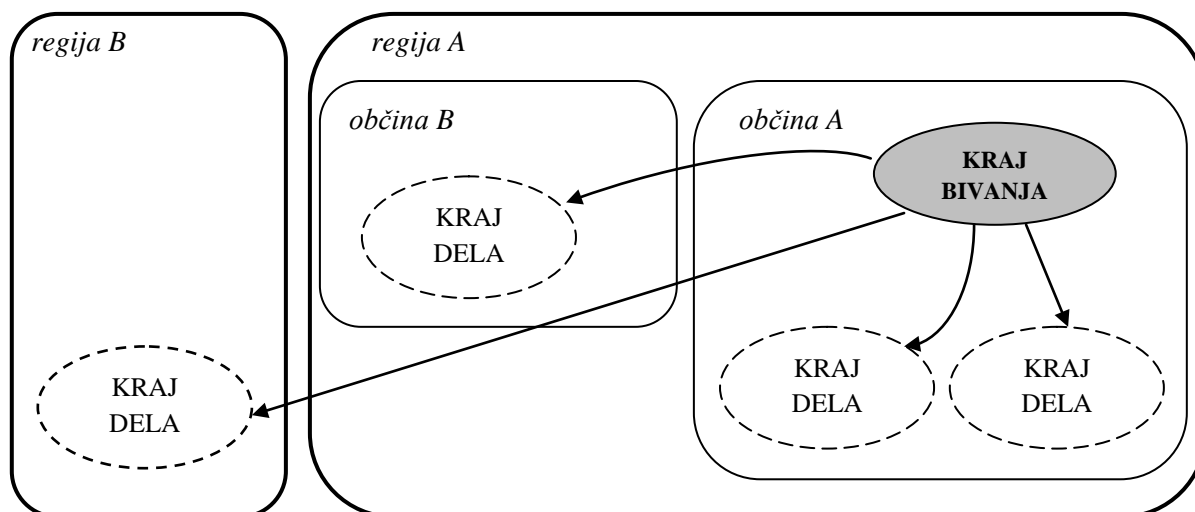 regija B
regija A
občina B
občina A
KRAJ
BIVANJA
KRAJ
DELA
KRAJ
DELA
KRAJ
DELA
KRAJ
DELA